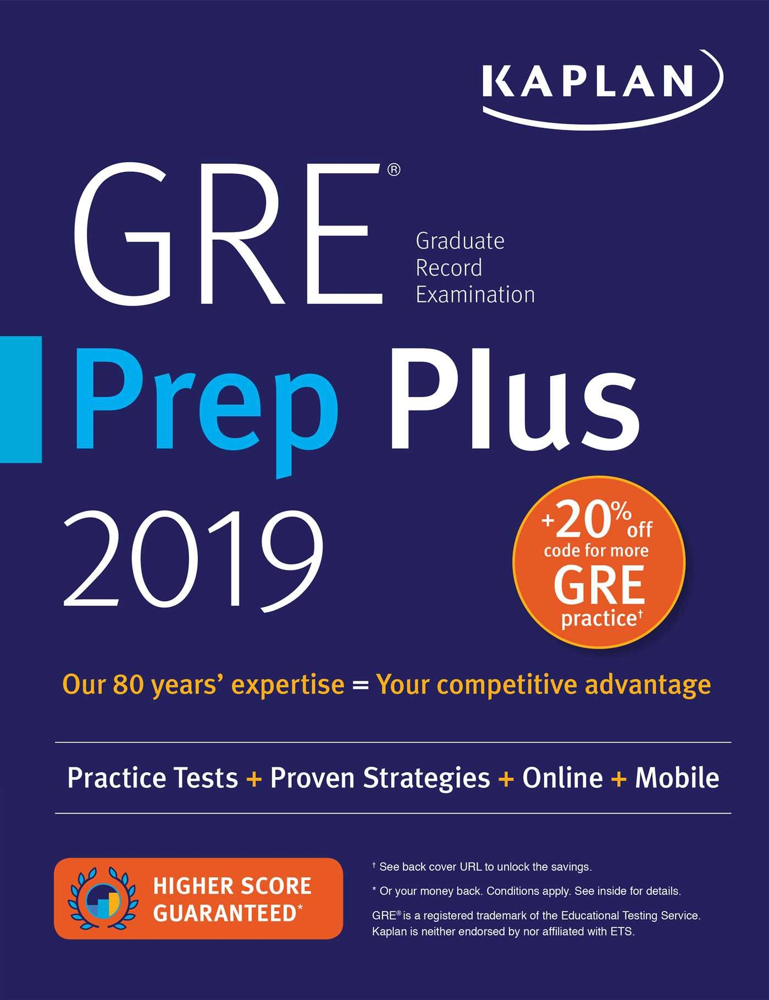 KAPLAN
GRE®
Graduate
Record
Examination
Prep Plus
2019
+20% off
code for more
GRE
practice†
Our 80 years’ expertise = Your competitive advantage
Practice Tests + Proven Strategies + Online + Mobile
HIGHER SCORE
GUARANTEED*
† See back cover URL to unlock the savings.
* Or your money back. Conditions apply. See inside for details.
GRE® is a registered trademark of the Educational Testing Service.
Kaplan is neither endorsed by nor affiliated with ETS.